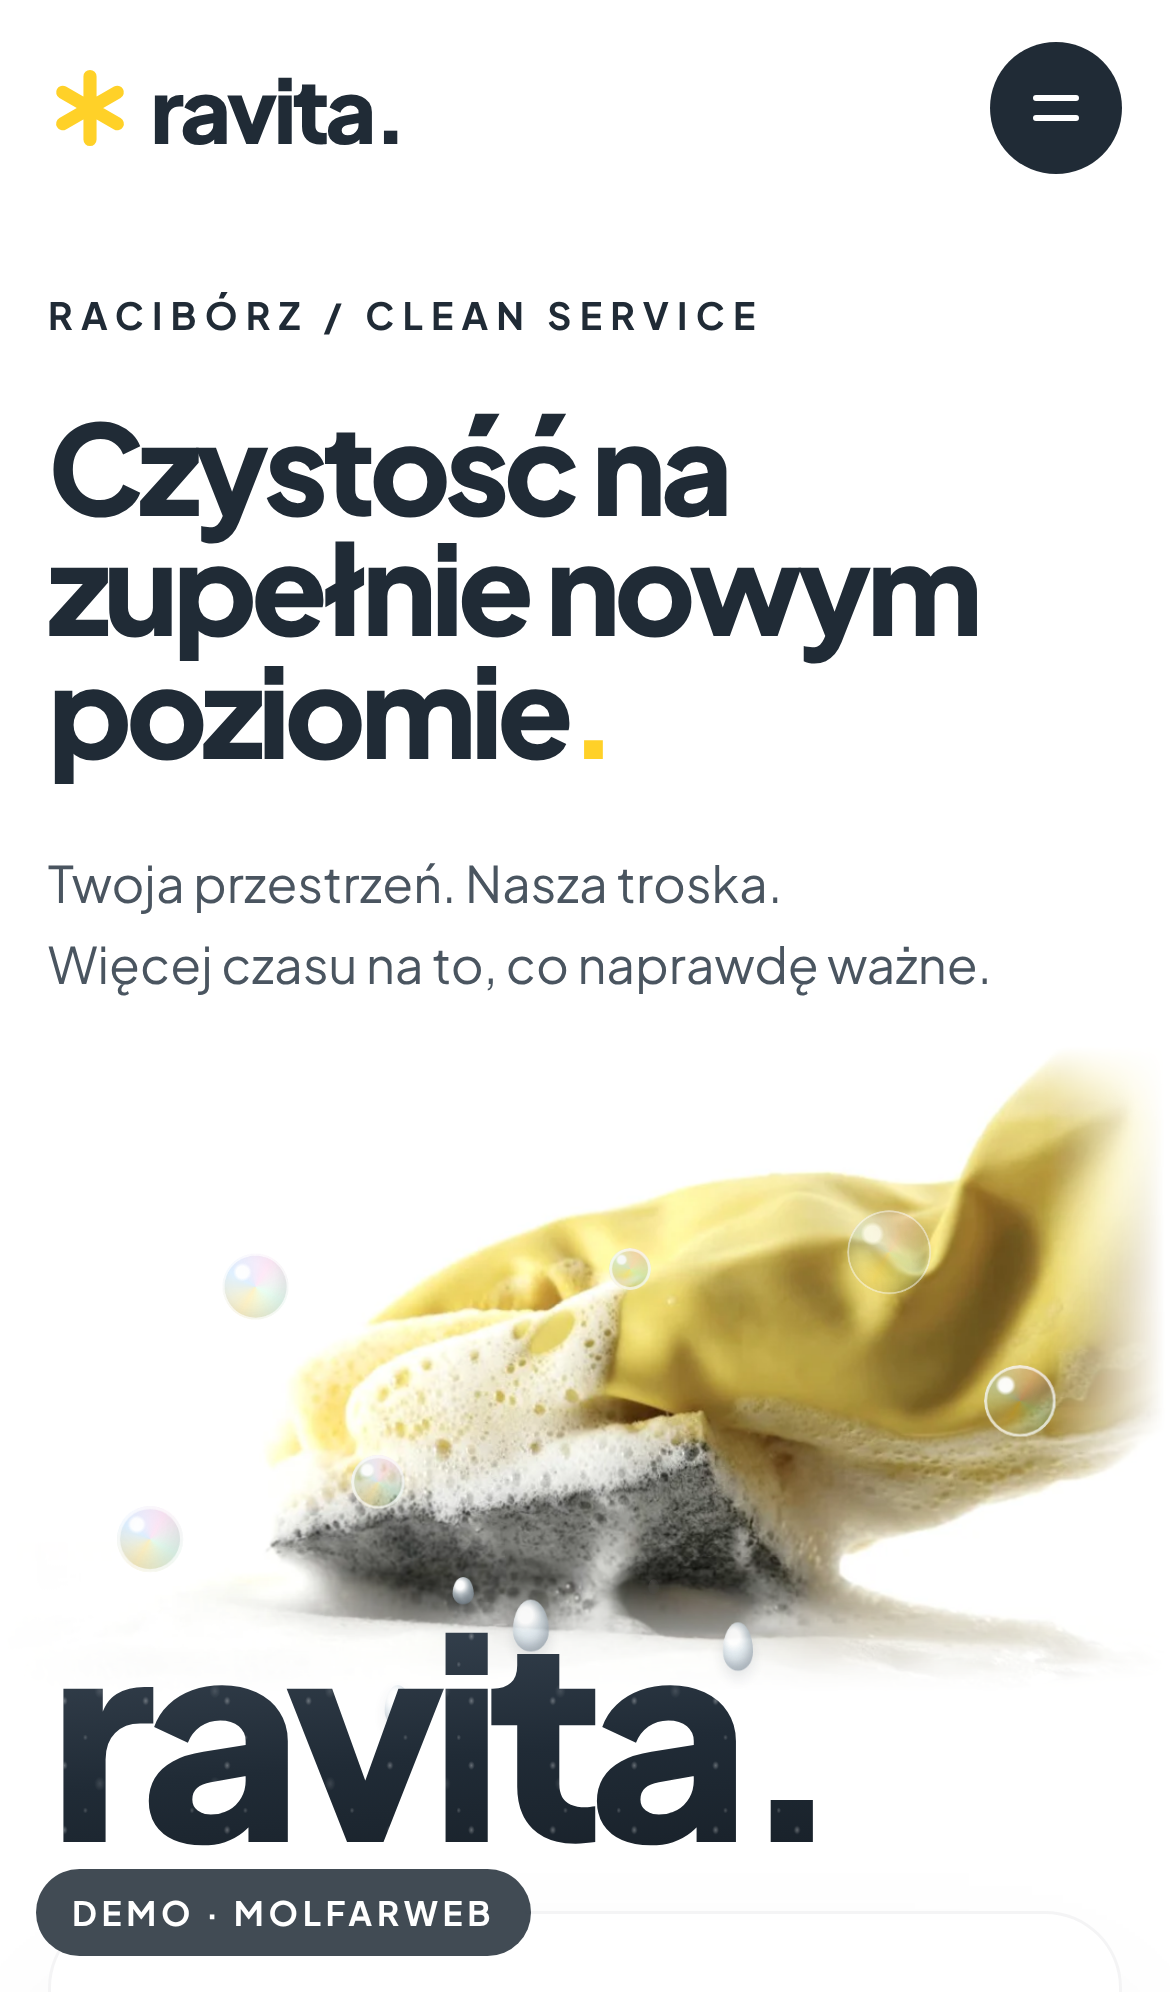 ravita.
RACIBÓRZ / CLEAN SERVICE
Czystość na
zupełnie nowym
poziomie.
Twoja przestrzeń. Nasza troska.
Więcej czasu na to, co naprawdę ważne.
ravita.
DEMO · MOLFARWEB